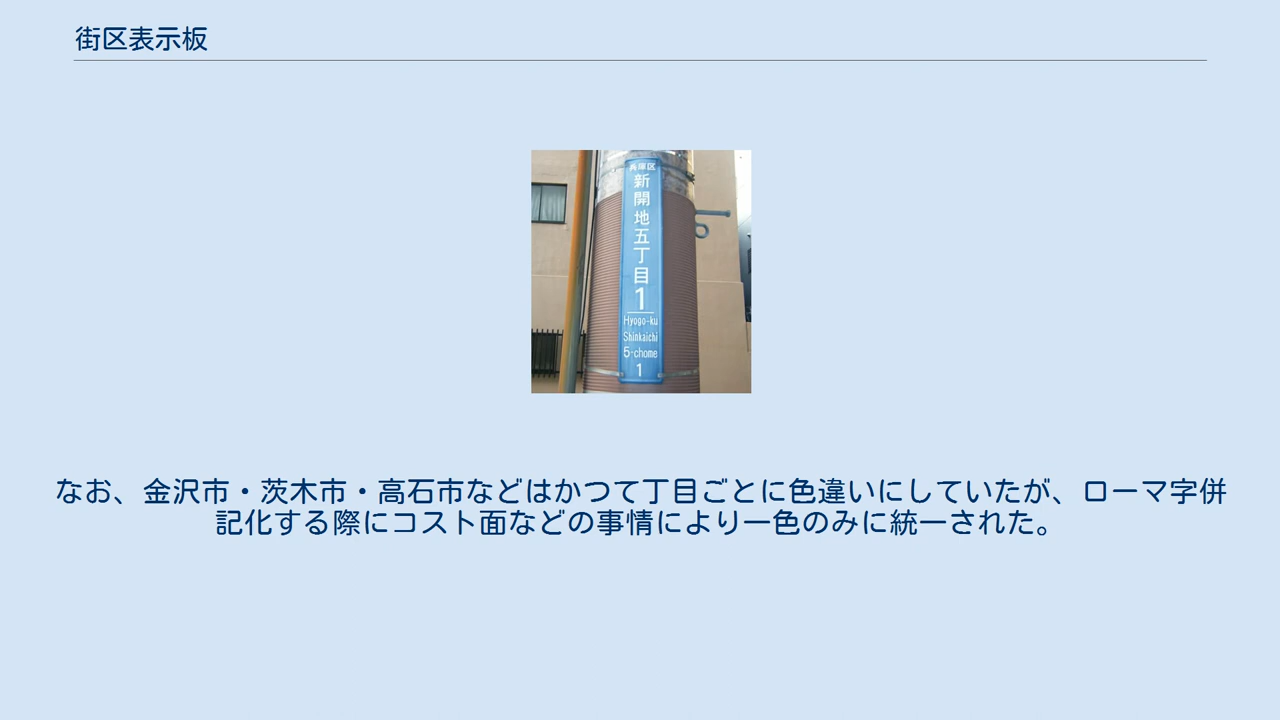 街区表示板
兵庫区
新開地五丁目
1
Hyogo-ku
Shinkaichi
5-chome
1
なお、金沢市・茨木市・高石市などはかつて丁目ごとに色違いにしていたが、ローマ字併
記化する際にコスト面などの事情により一色のみに統一された。